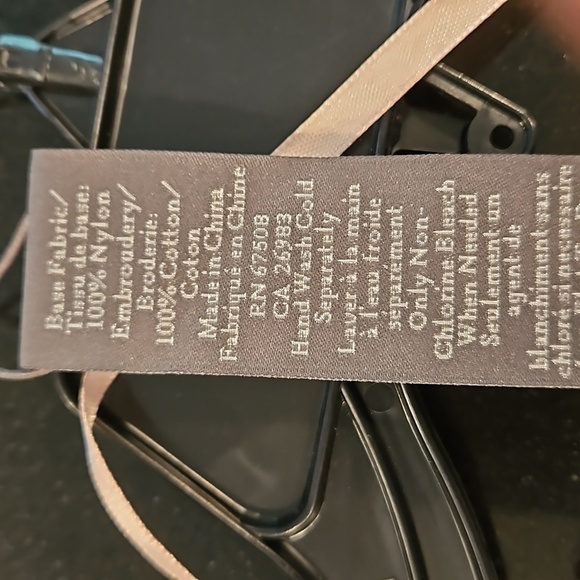 Base Fabric/
Tissu de base:
100% Nylon
Embroudery/
Broderie:
100% Cotton/
Coton
Made in China
Fabriqué en Chine
RN 67508
CA 26983
Hand Wash Cold
Separately
Laver à la main
à l'eau froide
séparément
Only Non-
Chlorine Bleach
When Needed
Seulement un
agent de
blanchiment sans
chloré si nécessaire